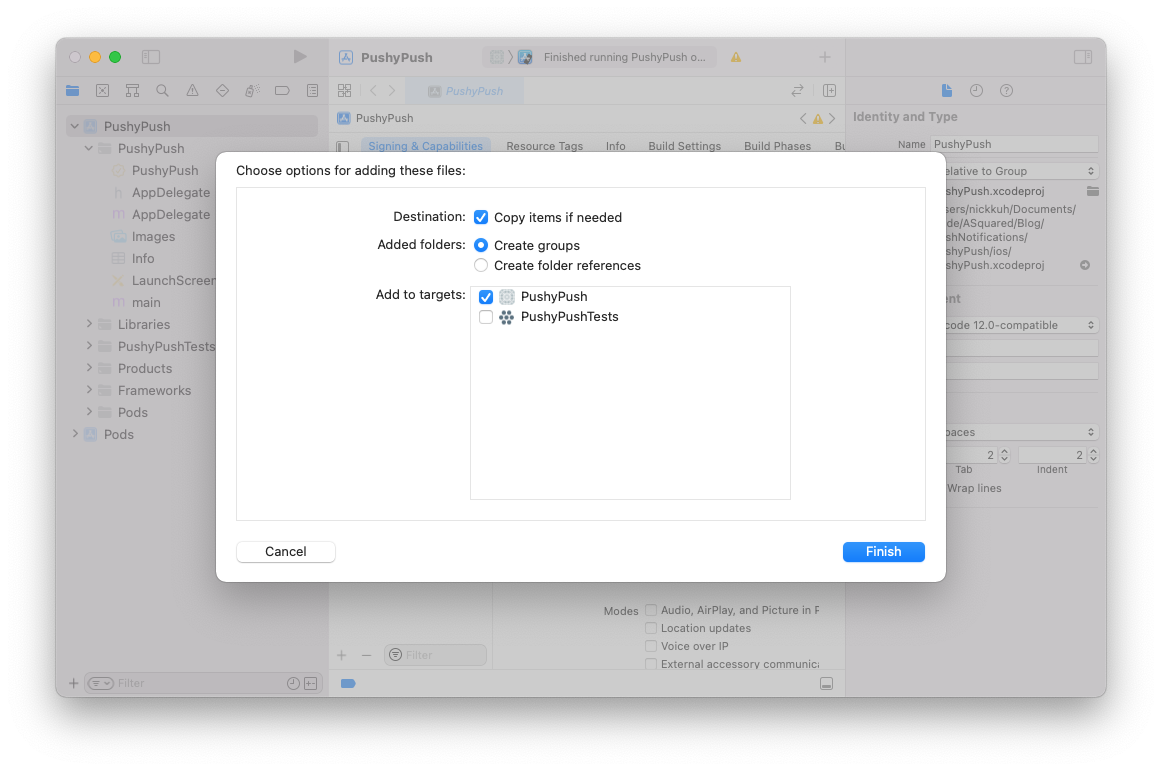 PushyPush
Finished running PushyPush o...
PushyPush
PushyPush
Signing & Capabilities
Resource Tags
Info
Build Settings
Build Phases
Bu
PushyPush
PushyPush
PushyPush
AppDelegate
AppDelegate
Images
Info
LaunchScreen
main
Libraries
PushyPushTests
Products
Frameworks
Pods
Pods
Filter
Choose options for adding these files:
Destination:
Copy items if needed
Added folders:
Create groups
Create folder references
Add to targets:
PushyPush
PushyPushTests
Cancel
Finish
Modes
Audio, AirPlay, and Picture in P
Location updates
Voice over IP
External accessory communica
Filter
Identity and Type
Name
PushyPush
elative to Group
shyPush.xcodeproj
sers/nickkuh/Documents/
de/ASquared/Blog/
shNotifications/
shyPush/ios/
shyPush.xcodeproj
ent
code 12.0-compatible
paces
2
2
Tab
Indent
Wrap lines